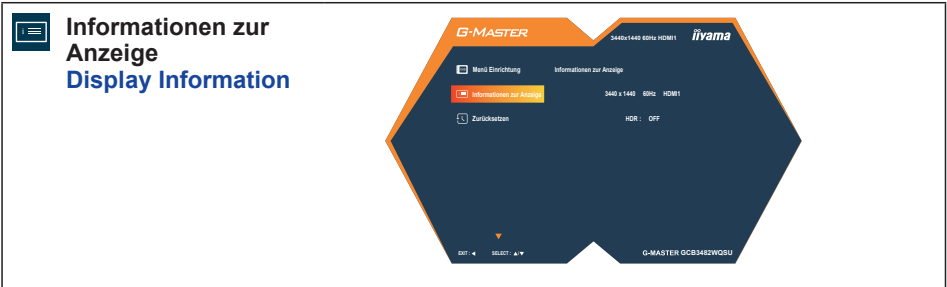 Informationen zur
Anzeige
Display Information
G-MASTER
3440x1440 60Hz HDMI1
iiyama
Menü Einrichtung
Informationen zur Anzeige
Informationen zur Anzeige
3440 x 1440 60Hz HDMI1
Zurücksetzen
HDR : OFF
EXIT : ◀ SELECT : ▲/▼
G-MASTER GCB3482WQSU